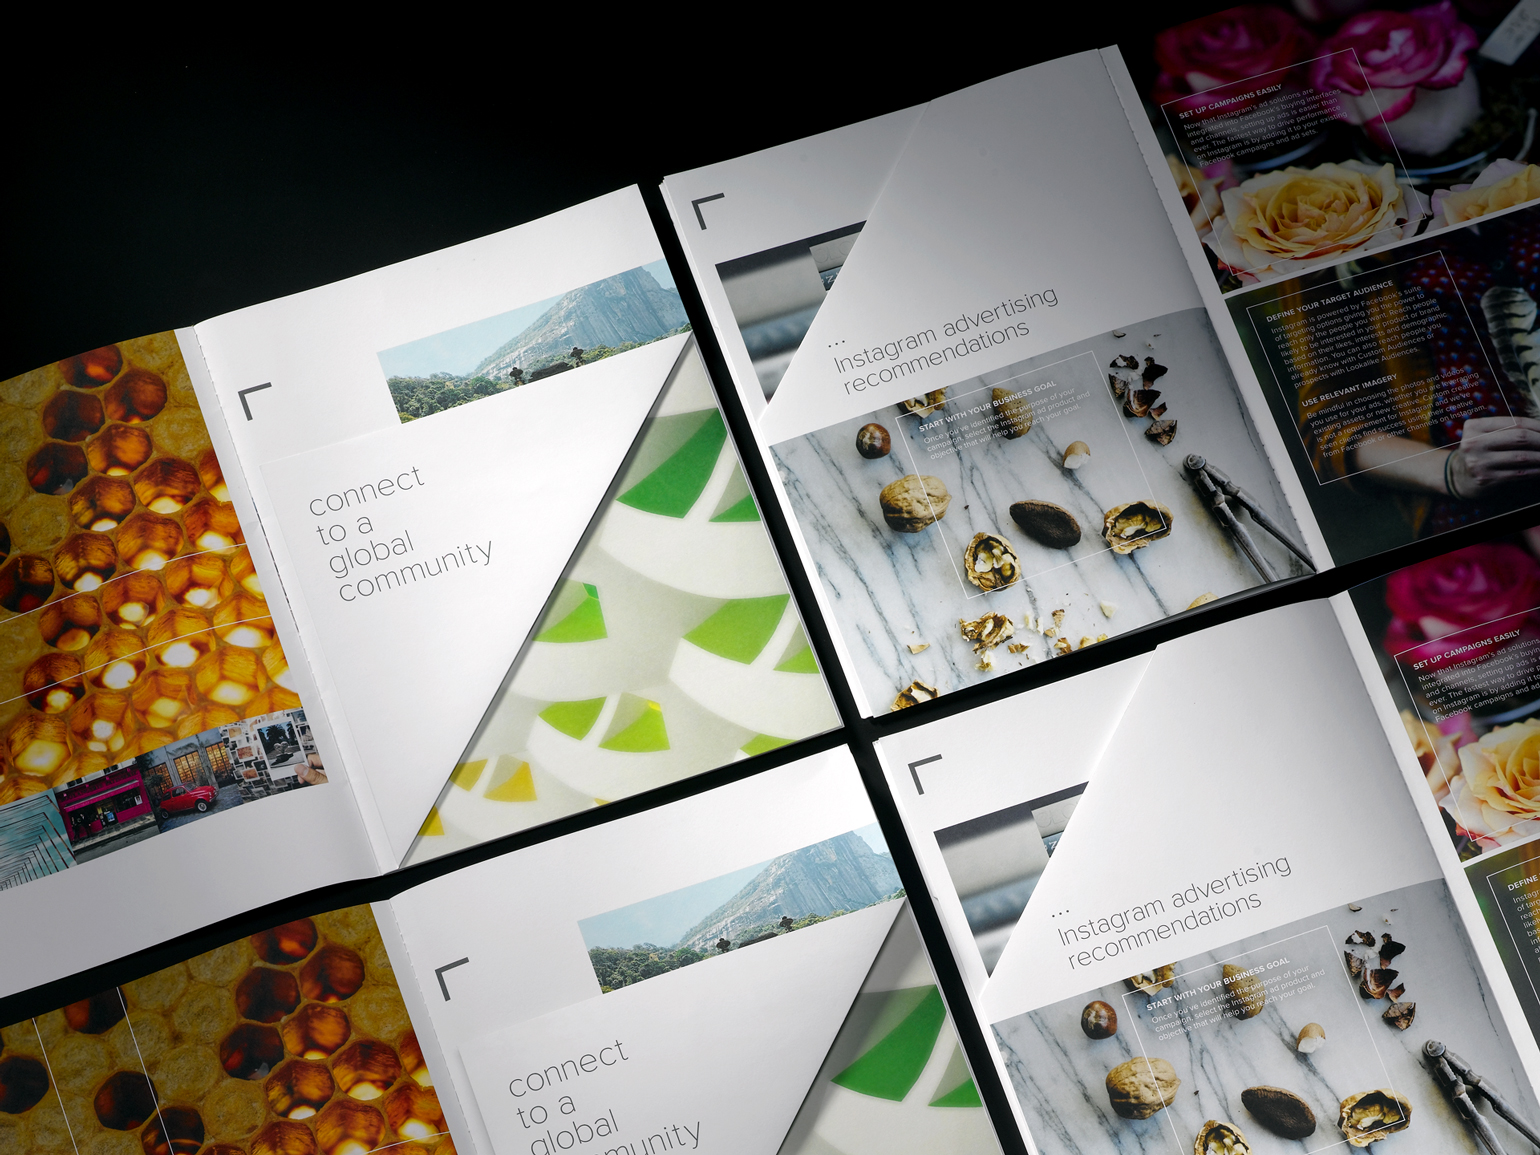 connect
to a
global
community
...
Instagram advertising
recommendations
START WITH YOUR BUSINESS GOAL
Once you've identified the purpose of your
campaign, select the Instagram ad product and
objective that will help you reach your goal.
SET UP CAMPAIGNS EASILY
Now that Instagram's ad solutions are
integrated into Facebook's buying interfaces
and channels, setting up ads is easier than
ever. The fastest way to drive performance
on Instagram is by adding it to your existing
Facebook campaigns and ad sets.
DEFINE YOUR TARGET AUDIENCE
Instagram is powered by Facebook's suite
of targeting options giving you the power to
reach only the people you want. Reach people
likely to be interested in your product or brand
based on their likes, interests and demographic
information. You can also reach people you
already know with Custom Audiences or
prospects with Lookalike Audiences.
USE RELEVANT IMAGERY
Be mindful in choosing the photos and videos
you use for your ads, whether you are leveraging
existing assets or new creative. Custom creative
is not a requirement for Instagram and we've
seen clients find success using their creative
from Facebook or other channels on Instagram.
connect
to a
global
munity
...
Instagram advertising
recommendations
START WITH YOUR BUSINESS GOAL
Once you've identified the purpose of your
campaign, select the Instagram ad product and
objective that will help you reach your goal.
SET UP CAMPAIGNS EASILY
Now that Instagram's ad solutions
integrated into Facebook's buying
and channels, setting up ads
ever. The fastest way to
on Instagram is by adding
Facebook campaigns and ad
DEFINE